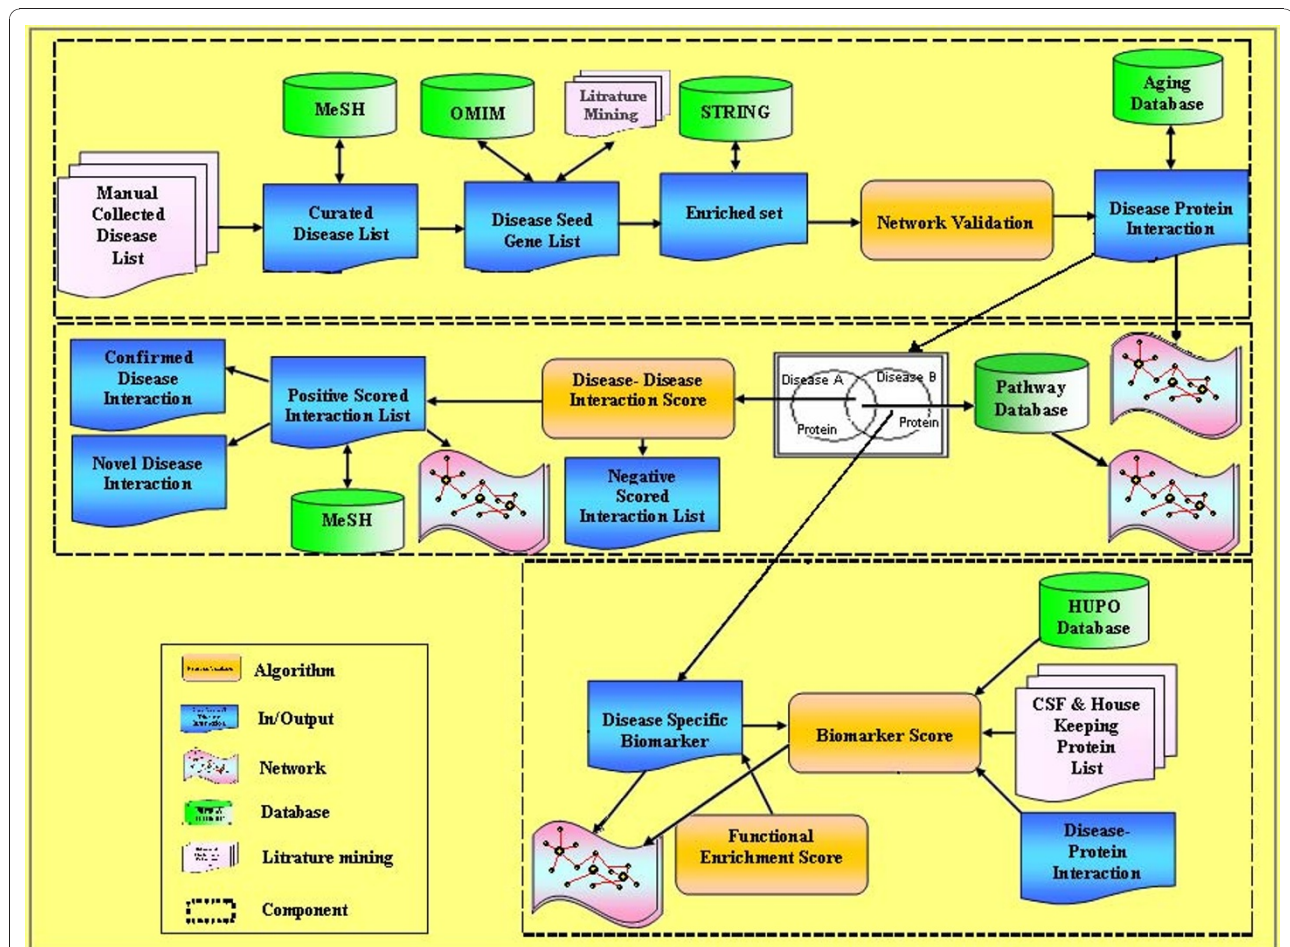 MeSH
OMIM
Litrature
Mining
STRING
Aging
Database
Manual
Collected
Disease
List
Curated
Disease List
Disease Seed
Gene List
Enriched set
Network Validation
Disease Protein
Interaction
Confirmed
Disease
Interaction
Positive Scored
Interaction List
Disease- Disease
Interaction Score
Disease A
Disease B
Protein
Protein
Pathway
Database
Novel Disease
Interaction
MeSH
Negative
Scored
Interaction List
HUPO
Database
Disease Specific
Biomarker
Biomarker Score
CSF & House
Keeping
Protein
List
Functional
Enrichment Score
Disease-
Protein
Interaction
Algorithm
In/Output
Network
Database
Litrature mining
Component